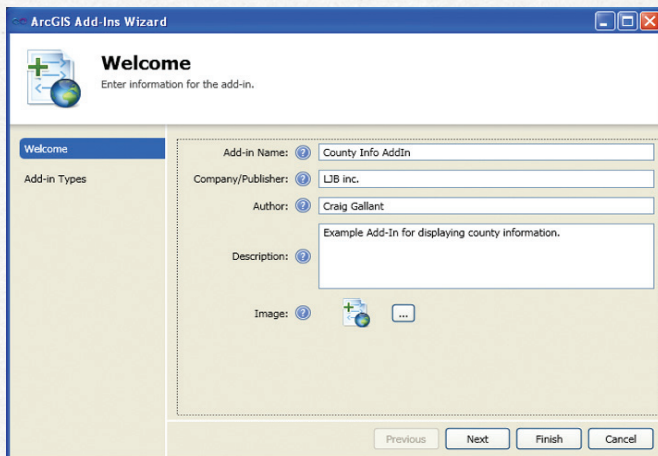 ArcGIS Add-Ins Wizard
Welcome
Enter information for the add-in.
Welcome
Add-in Types
Add-in Name: County Info AddIn
Company/Publisher: LJB inc.
Author: Craig Gallant
Description: Example Add-In for displaying county information.
Image: ...
Previous Next Finish Cancel